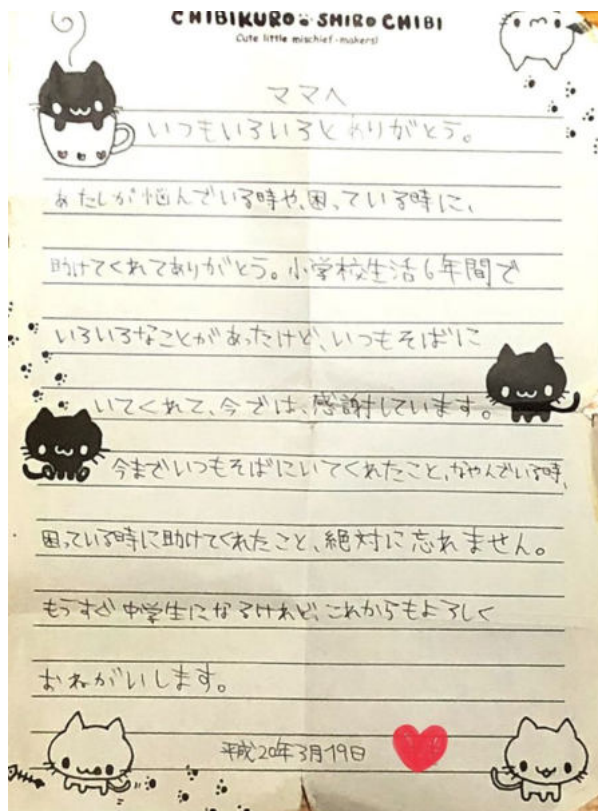 CHIBIKURO SHIRO CHIBI
Cute little mischief-makers!
ママへ
いつもいろいろとありがとう。
あたしが悩んでいる時や、困っている時に、
助けてくれてありがとう。小学校生活6年間で
いろいろなことがあったけど、いつもそばに
いてくれて、今では、感謝しています。
今までいつもそばにいてくれたこと、なやんでいる時、
困っている時に助けてくれたこと、絶対に忘れません。
もうすぐ中学生になるけれど、これからもよろしく
おねがいします。
平成20年3月19日